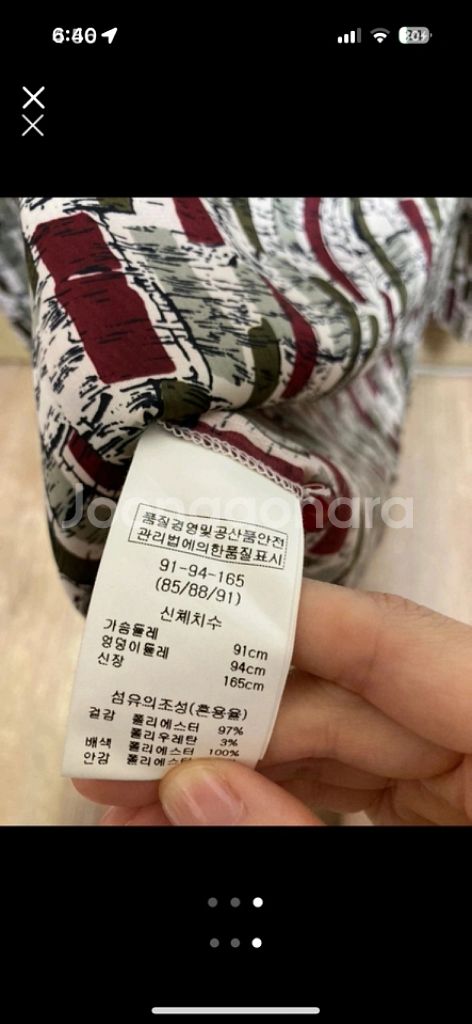 품질경영및공산품안전
관리법에의한품질표시
91-94-165
(85/88/91)
신체치수
가슴둘레 91cm
엉덩이둘레 94cm
신장 165cm
섬유의조성(혼용율)
겉감 폴리에스터 97%
폴리우레탄 3%
배색 폴리에스터 100%
안감 폴리에스터
Joonggonara